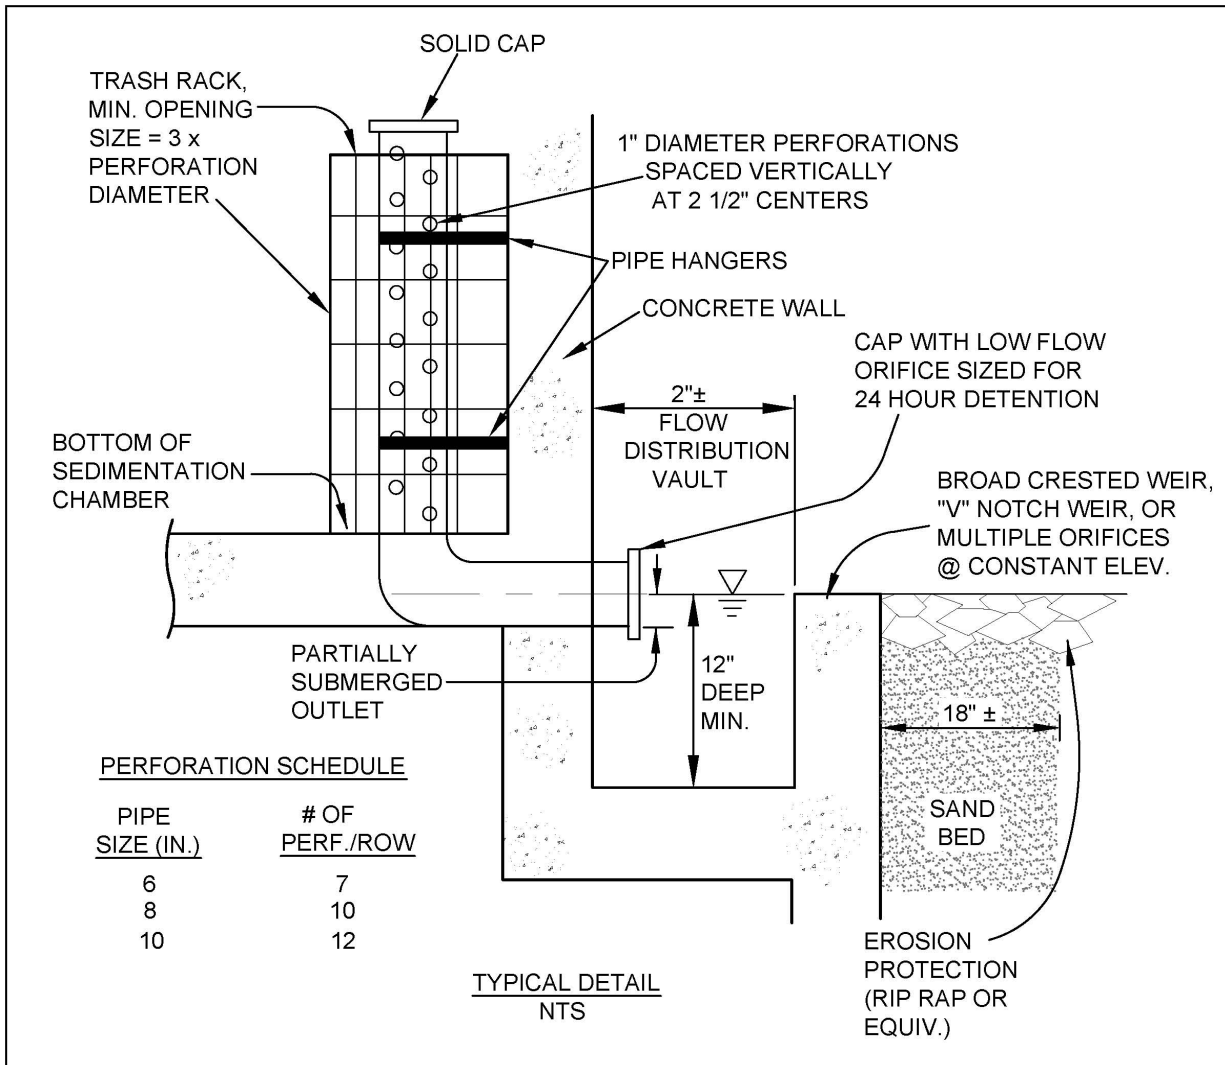 SOLID CAP
TRASH RACK,
MIN. OPENING
SIZE = 3 x
PERFORATION
DIAMETER
1" DIAMETER PERFORATIONS
SPACED VERTICALLY
AT 2 1/2" CENTERS
PIPE HANGERS
CONCRETE WALL
CAP WITH LOW FLOW
ORIFICE SIZED FOR
24 HOUR DETENTION
2"±
FLOW
DISTRIBUTION
VAULT
BOTTOM OF
SEDIMENTATION
CHAMBER
BROAD CRESTED WEIR,
"V" NOTCH WEIR, OR
MULTIPLE ORIFICES
@ CONSTANT ELEV.
PARTIALLY
SUBMERGED
OUTLET
12"
DEEP
MIN.
18" ±
SAND
BED
PERFORATION SCHEDULE
PIPE # OF
SIZE (IN.) PERF./ROW
6 7
8 10
10 12
EROSION
PROTECTION
(RIP RAP OR
EQUIV.)
TYPICAL DETAIL
NTS